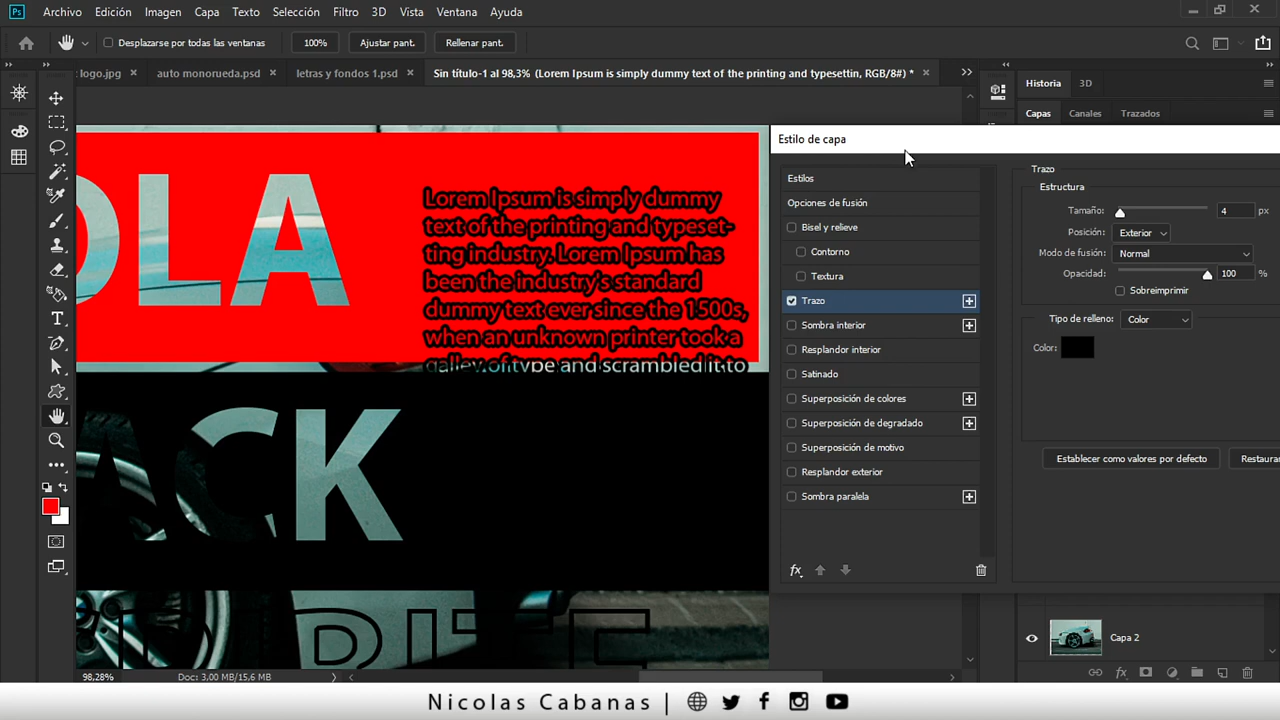 Ps Archivo Edición Imagen Capa Texto Selección Filtro 3D Vista Ventana Ayuda
Desplazarse por todas las ventanas 100% Ajustar pant. Rellenar pant.
logo.jpg × auto monorueda.psd × letras y fondos 1.psd × Sin título-1 al 98,3% (Lorem Ipsum is simply dummy text of the printing and typesettin, RGB/8#) * ×
Historia 3D
Capas Canales Trazados
Estilo de capa
OLA
Lorem Ipsum is simply dummy
text of the printing and typeset-
ting industry. Lorem Ipsum has
been the industry's standard
dummy text ever since the 1500s,
when an unknown printer took a
galley of type and scrambled it to
ACK
Estilos
Opciones de fusión
Bisel y relieve
Contorno
Textura
Trazo
Sombra interior
Resplandor interior
Satinado
Superposición de colores
Superposición de degradado
Superposición de motivo
Resplandor exterior
Sombra paralela
fx
Trazo
Estructura
Tamaño: 4 px
Posición: Exterior
Modo de fusión: Normal
Opacidad: 100 %
Sobreimprimir
Tipo de relleno: Color
Color:
Establecer como valores por defecto Restaurar
Capa 2
fx
98,28% Doc: 3,00 MB/15,6 MB
Nicolas Cabanas |